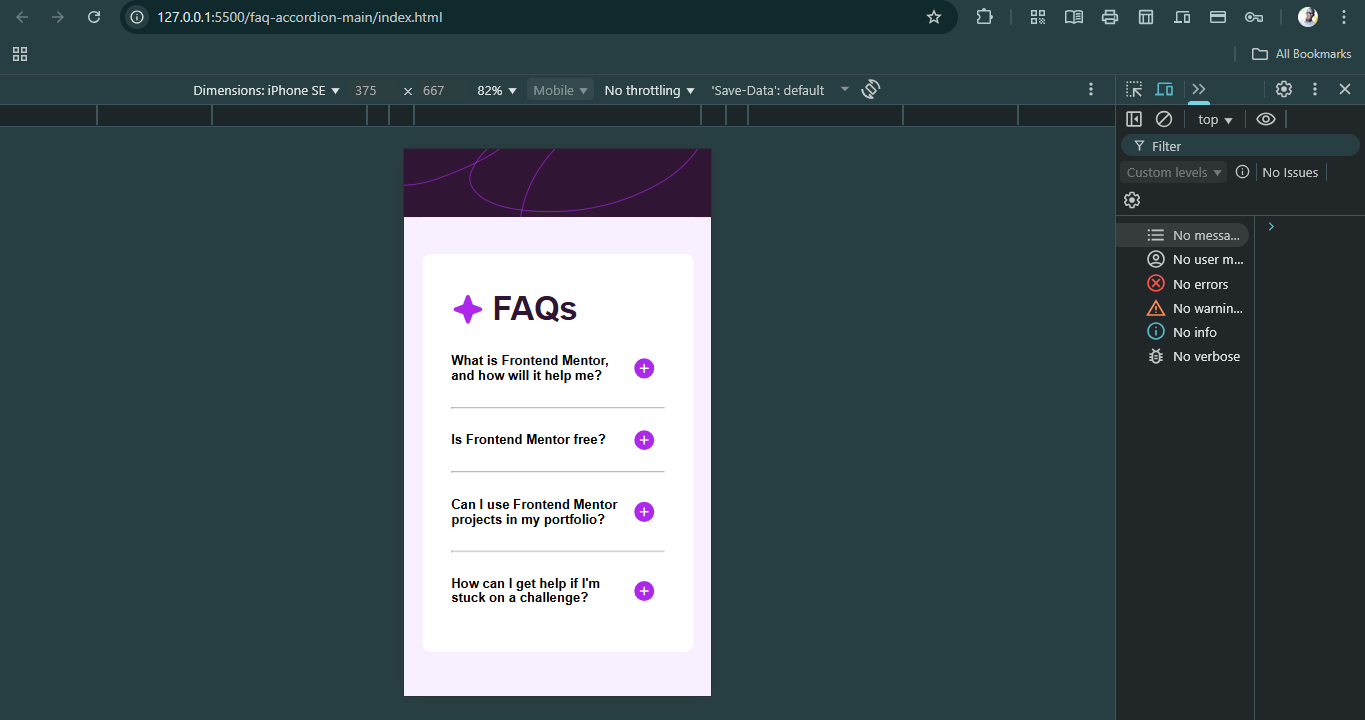 127.0.0.1:5500/faq-accordion-main/index.html
All Bookmarks
Dimensions: iPhone SE 375 × 667 82% Mobile No throttling 'Save-Data': default
top
Filter
Custom levels No Issues
No messa...
No user m...
No errors
No warnin...
No info
No verbose
FAQs
What is Frontend Mentor,
and how will it help me?
Is Frontend Mentor free?
Can I use Frontend Mentor
projects in my portfolio?
How can I get help if I'm
stuck on a challenge?